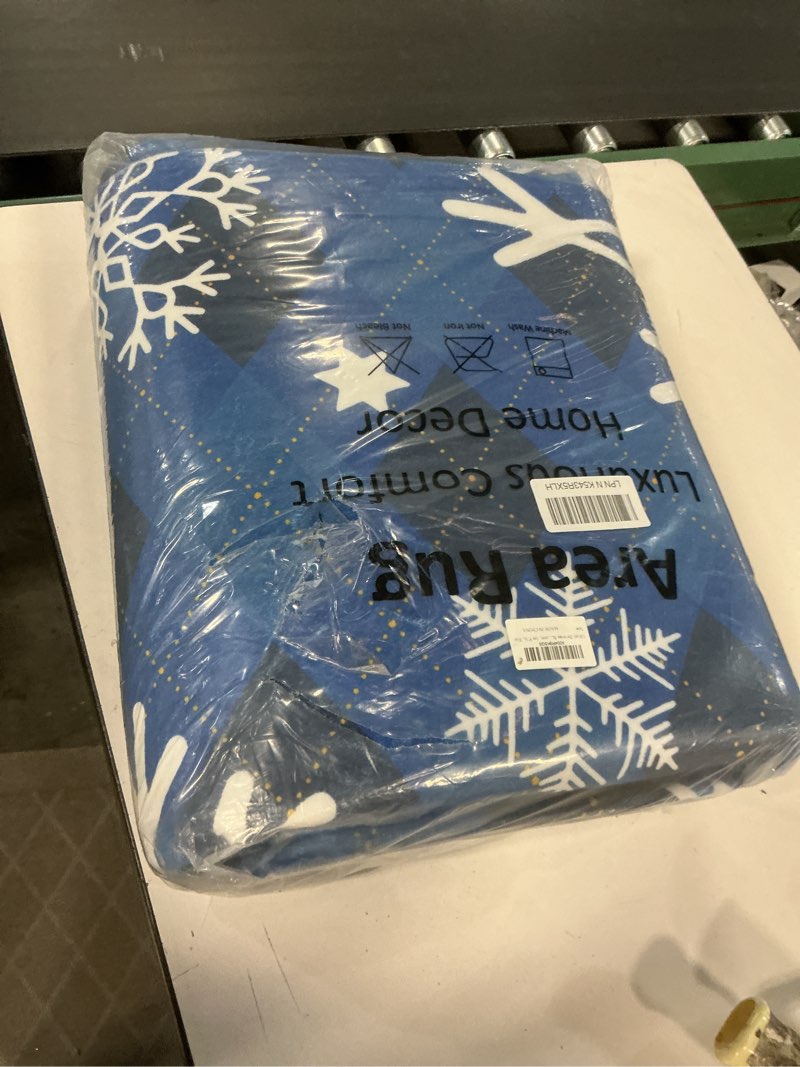 Area Rug
Luxurious Comfort
Home Decor
Machine Wash
Not Iron
Not Bleach
LPN N K543R5XLH